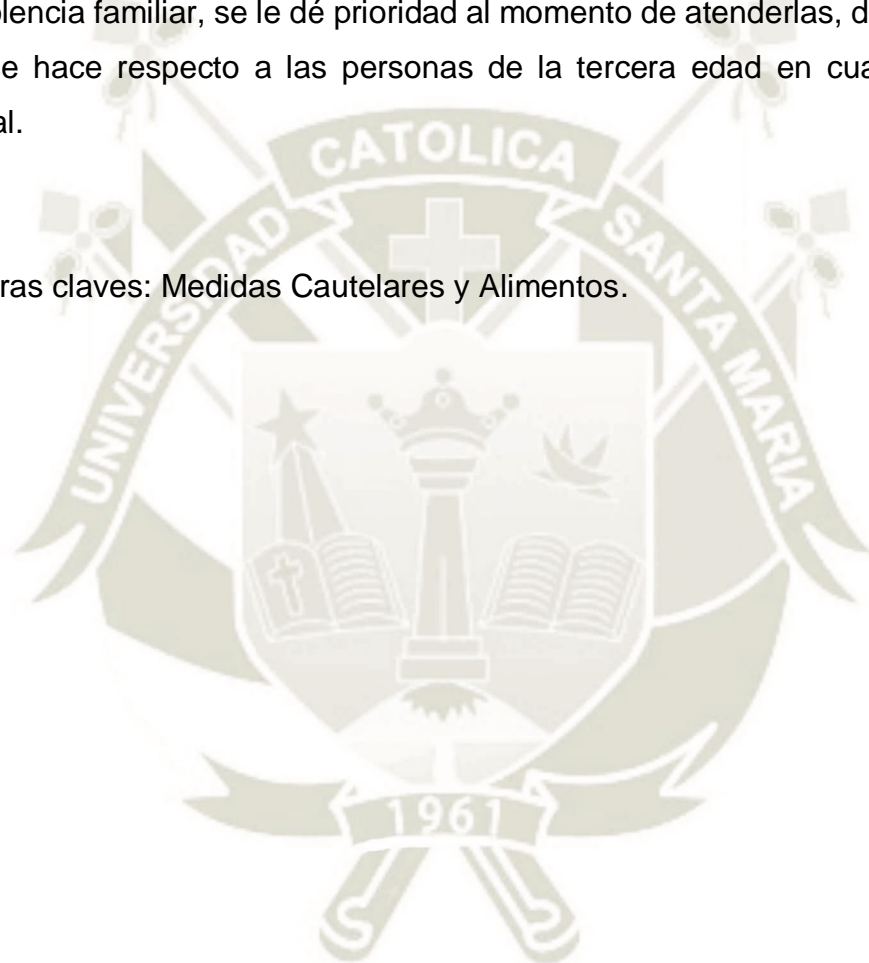 olencia familiar, se le dé prioridad al momento de atenderlas, d
e hace respecto a las personas de la tercera edad en cua
al.
ras claves: Medidas Cautelares y Alimentos.
UNIVERSIDAD CATOLICA SANTA MARIA
1961